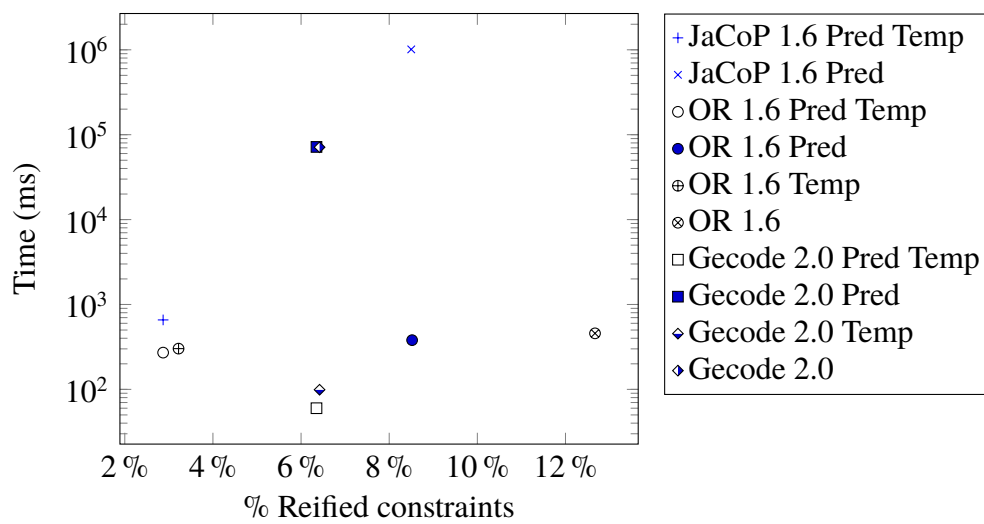 10^6
10^5
10^4
10^3
10^2
Time (ms)
2 % 4 % 6 % 8 % 10 % 12 %
% Reified constraints
JaCoP 1.6 Pred Temp
JaCoP 1.6 Pred
OR 1.6 Pred Temp
OR 1.6 Pred
OR 1.6 Temp
OR 1.6
Gecode 2.0 Pred Temp
Gecode 2.0 Pred
Gecode 2.0 Temp
Gecode 2.0